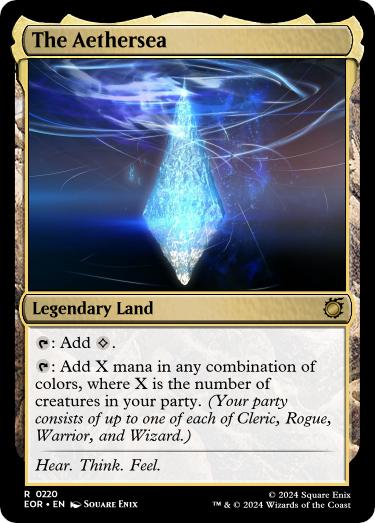 The Aethersea
Legendary Land
: Add .
: Add X mana in any combination of
colors, where X is the number of
creatures in your party. (Your party
consists of up to one of each of Cleric, Rogue,
Warrior, and Wizard.)
Hear. Think. Feel.
R 0220
EOR • EN SQUARE ENIX
© 2024 Square Enix
™ & © 2024 Wizards of the Coast